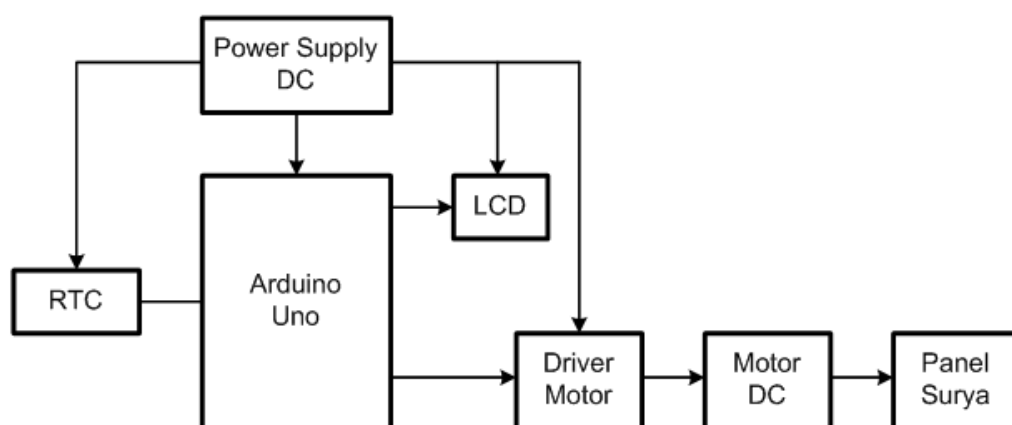 Power Supply
DC
LCD
RTC
Arduino
Uno
Driver
Motor
Motor
DC
Panel
Surya